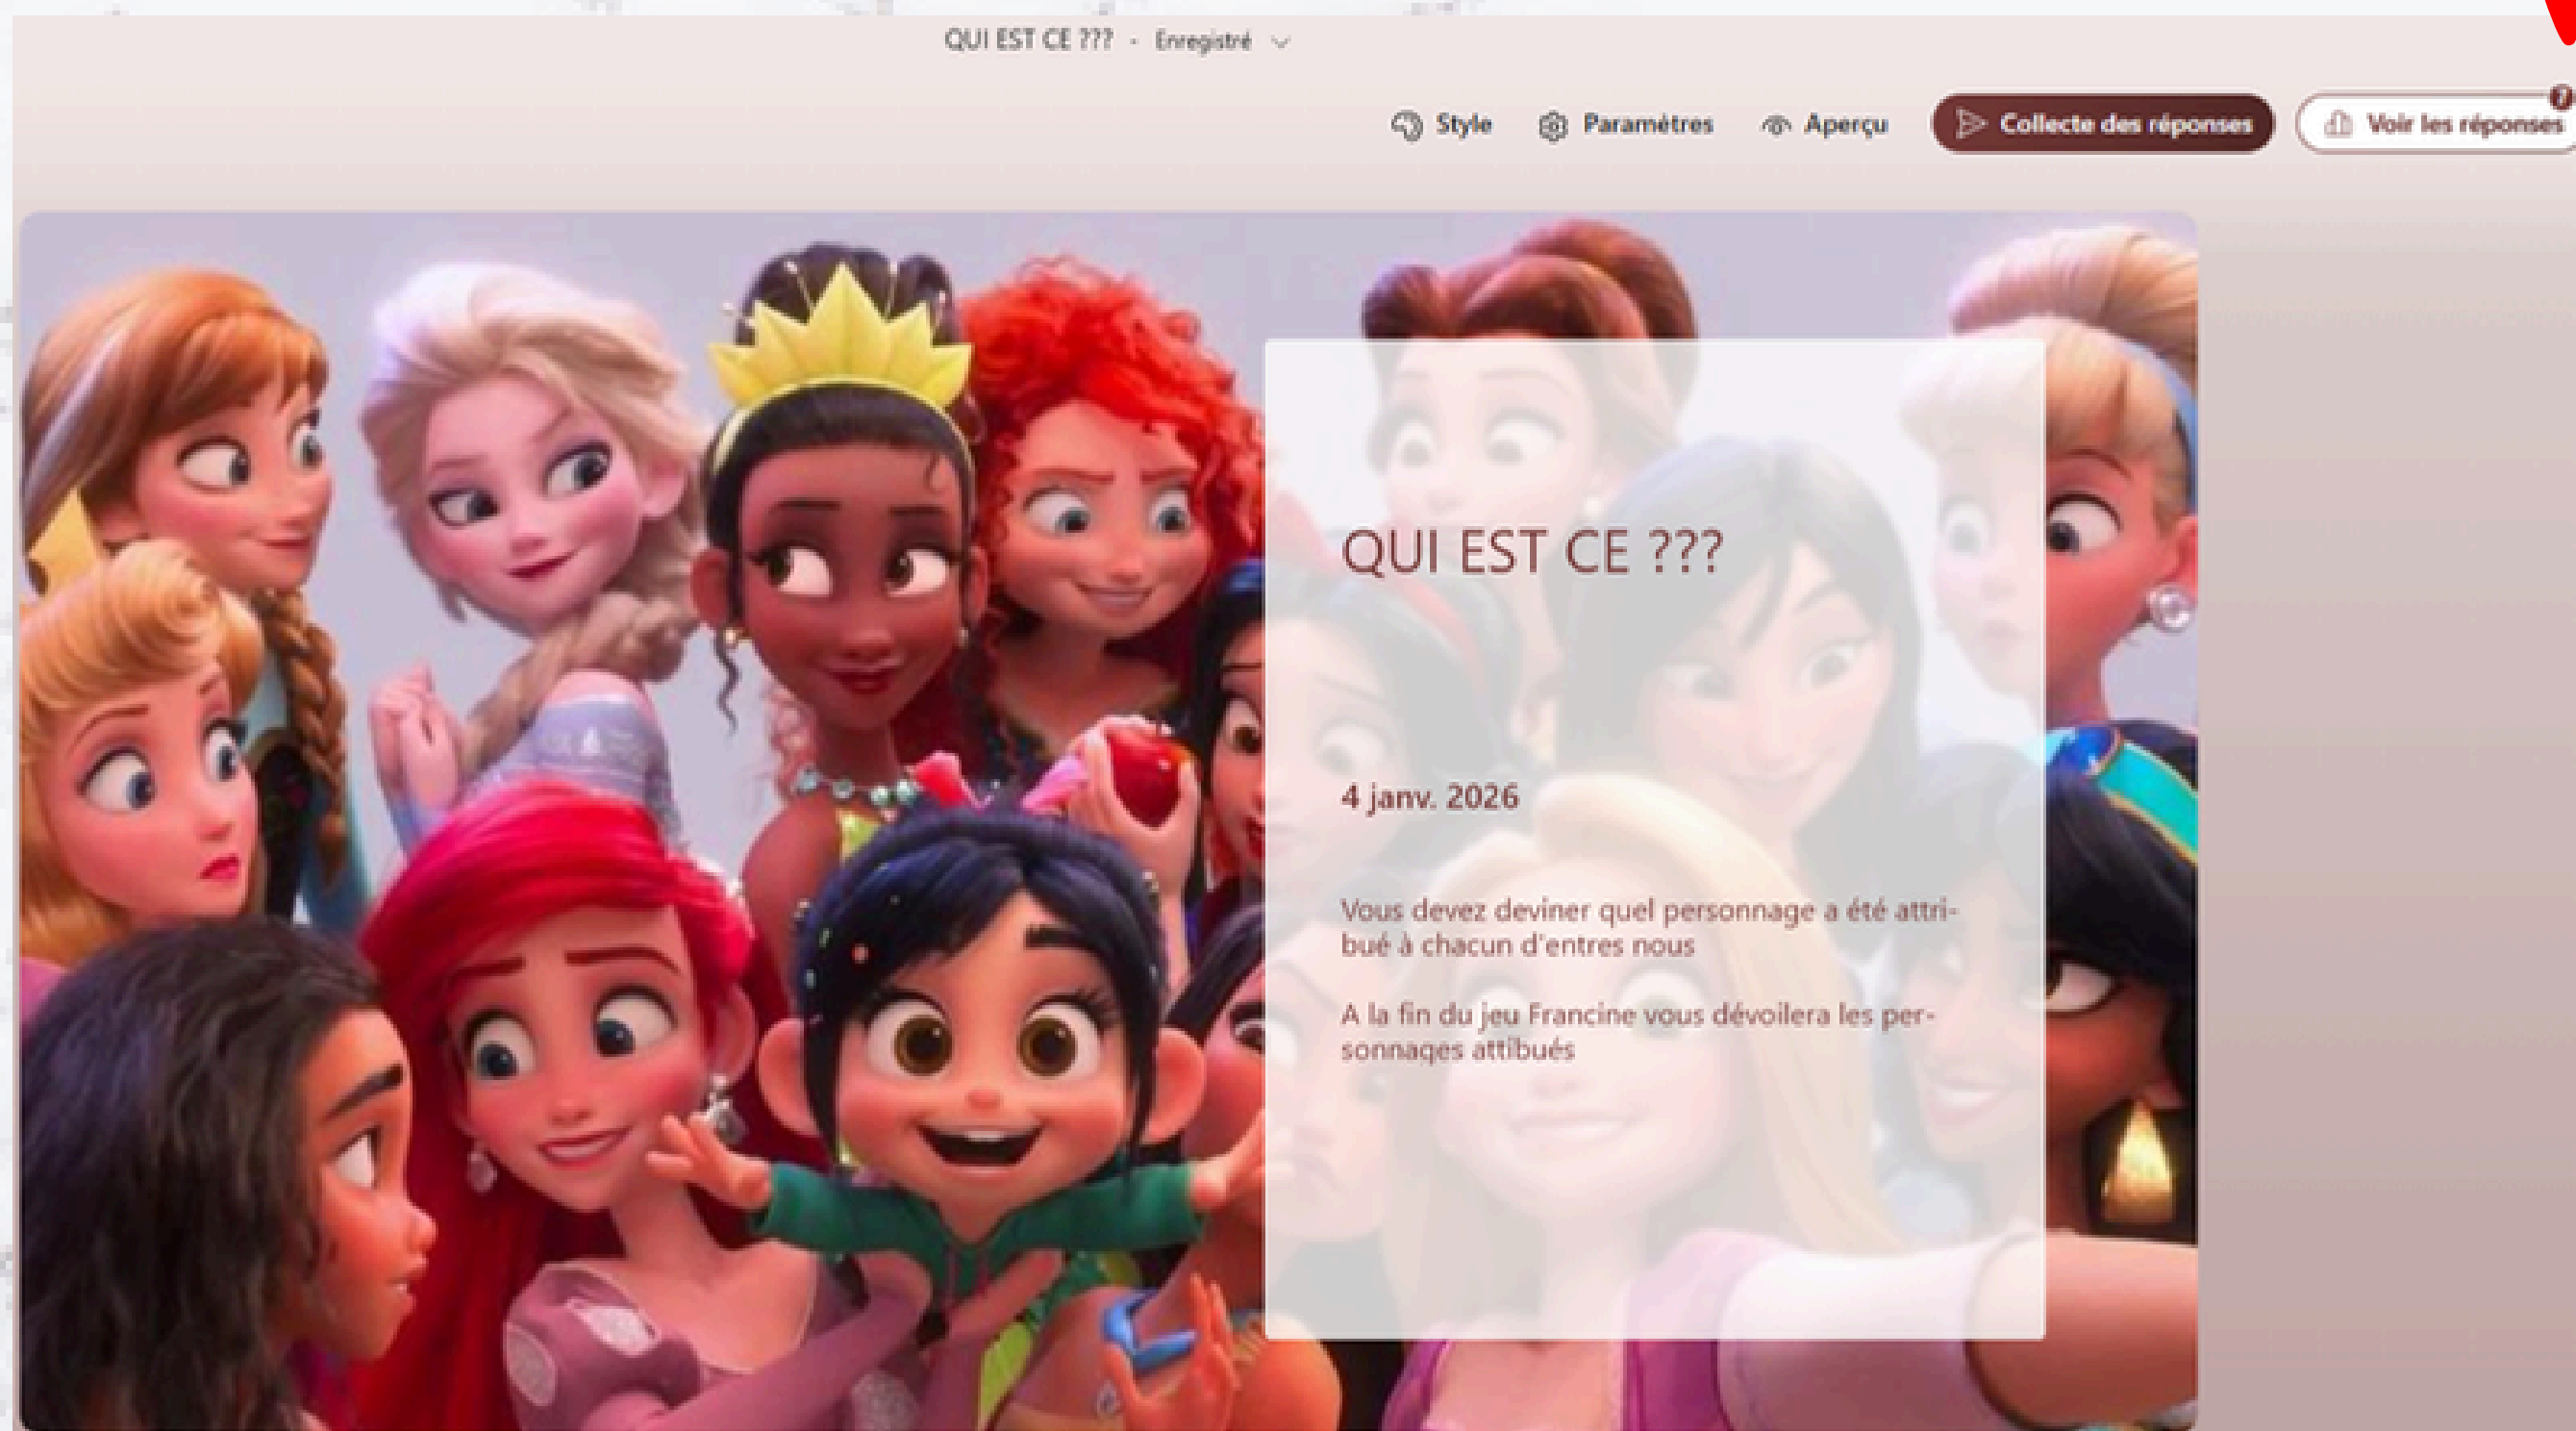 QUI EST CE ??? - Enregistré
Style Paramètres Aperçu Collecte des réponses Voir les réponses
7
QUI EST CE ???
4 janv. 2026
Vous devez deviner quel personnage a été attri-
bué à chacun d'entres nous
A la fin du jeu Francine vous dévoilera les per-
sonnages attibués